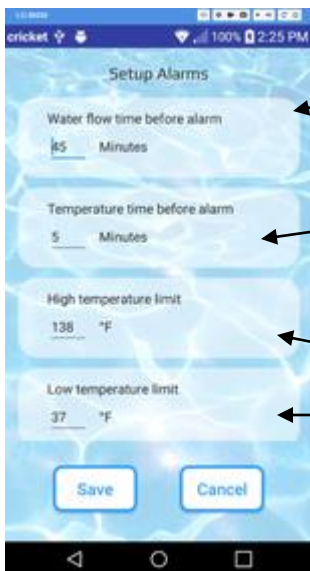 cricket 100% 2:25 PM
Setup Alarms
Water flow time before alarm
45 Minutes
Temperature time before alarm
5 Minutes
High temperature limit
138 °F
Low temperature limit
37 °F
Save Cancel